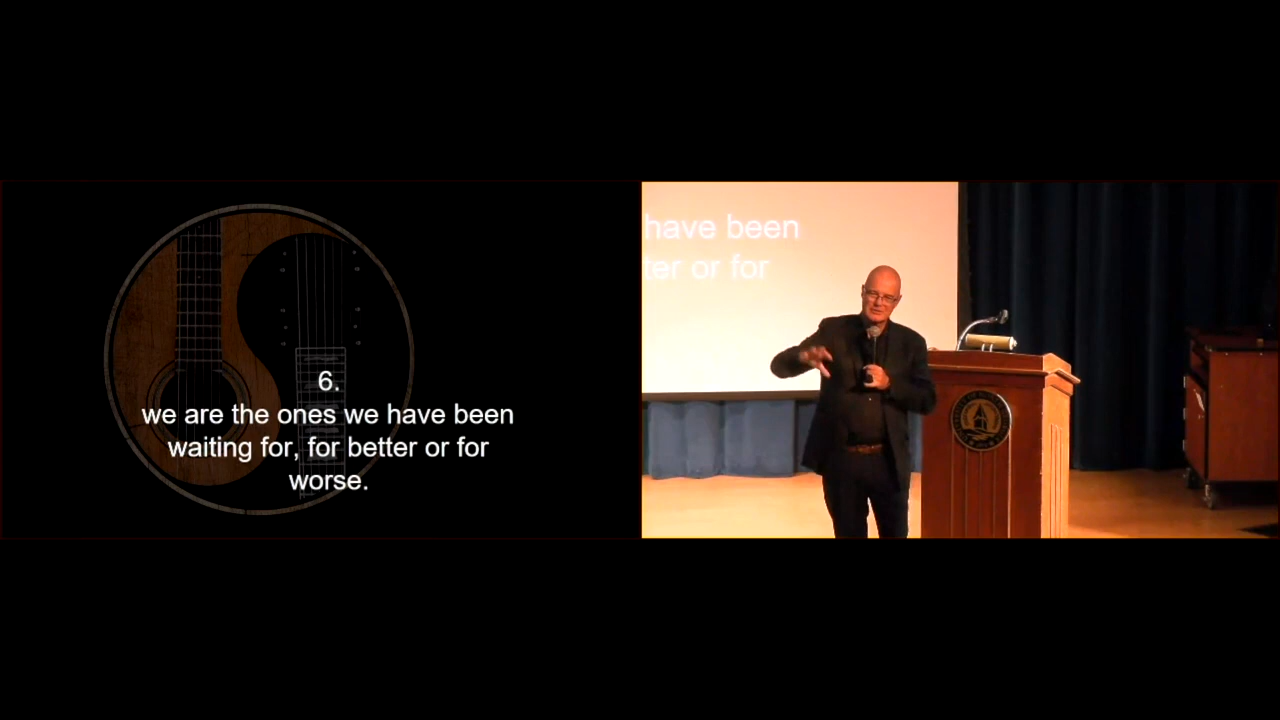 6.
we are the ones we have been
waiting for, for better or for
worse.
have been
ter or for